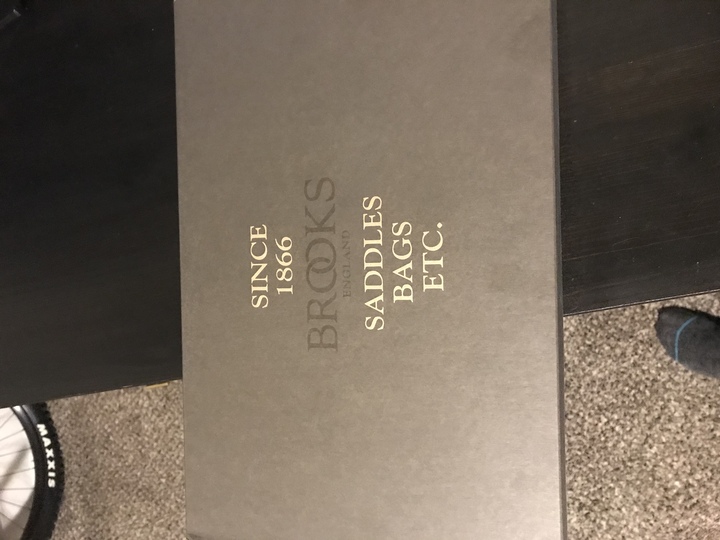 SINCE
1866
BROOKS
ENGLAND
SADDLES
BAGS
ETC.
MAXXIS